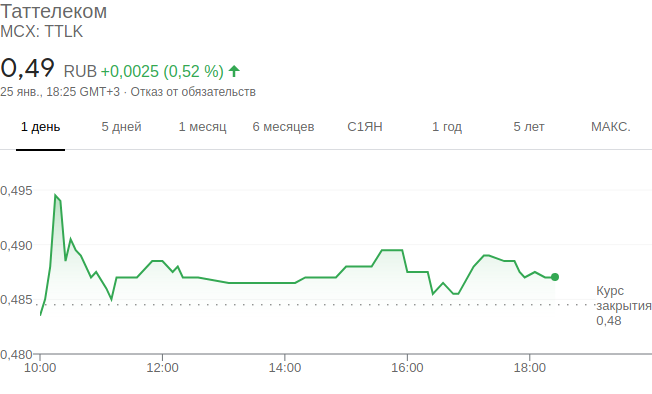 Таттелеком
MCX: TTLK
0,49 RUB +0,0025 (0,52 %)
25 янв., 18:25 GMT+3 · Отказ от обязательств
1 день 5 дней 1 месяц 6 месяцев С1ЯН 1 год 5 лет МАКС.
0,495
0,490
0,485
Курс
закрытия
0,48
0,480
10:00 12:00 14:00 16:00 18:00